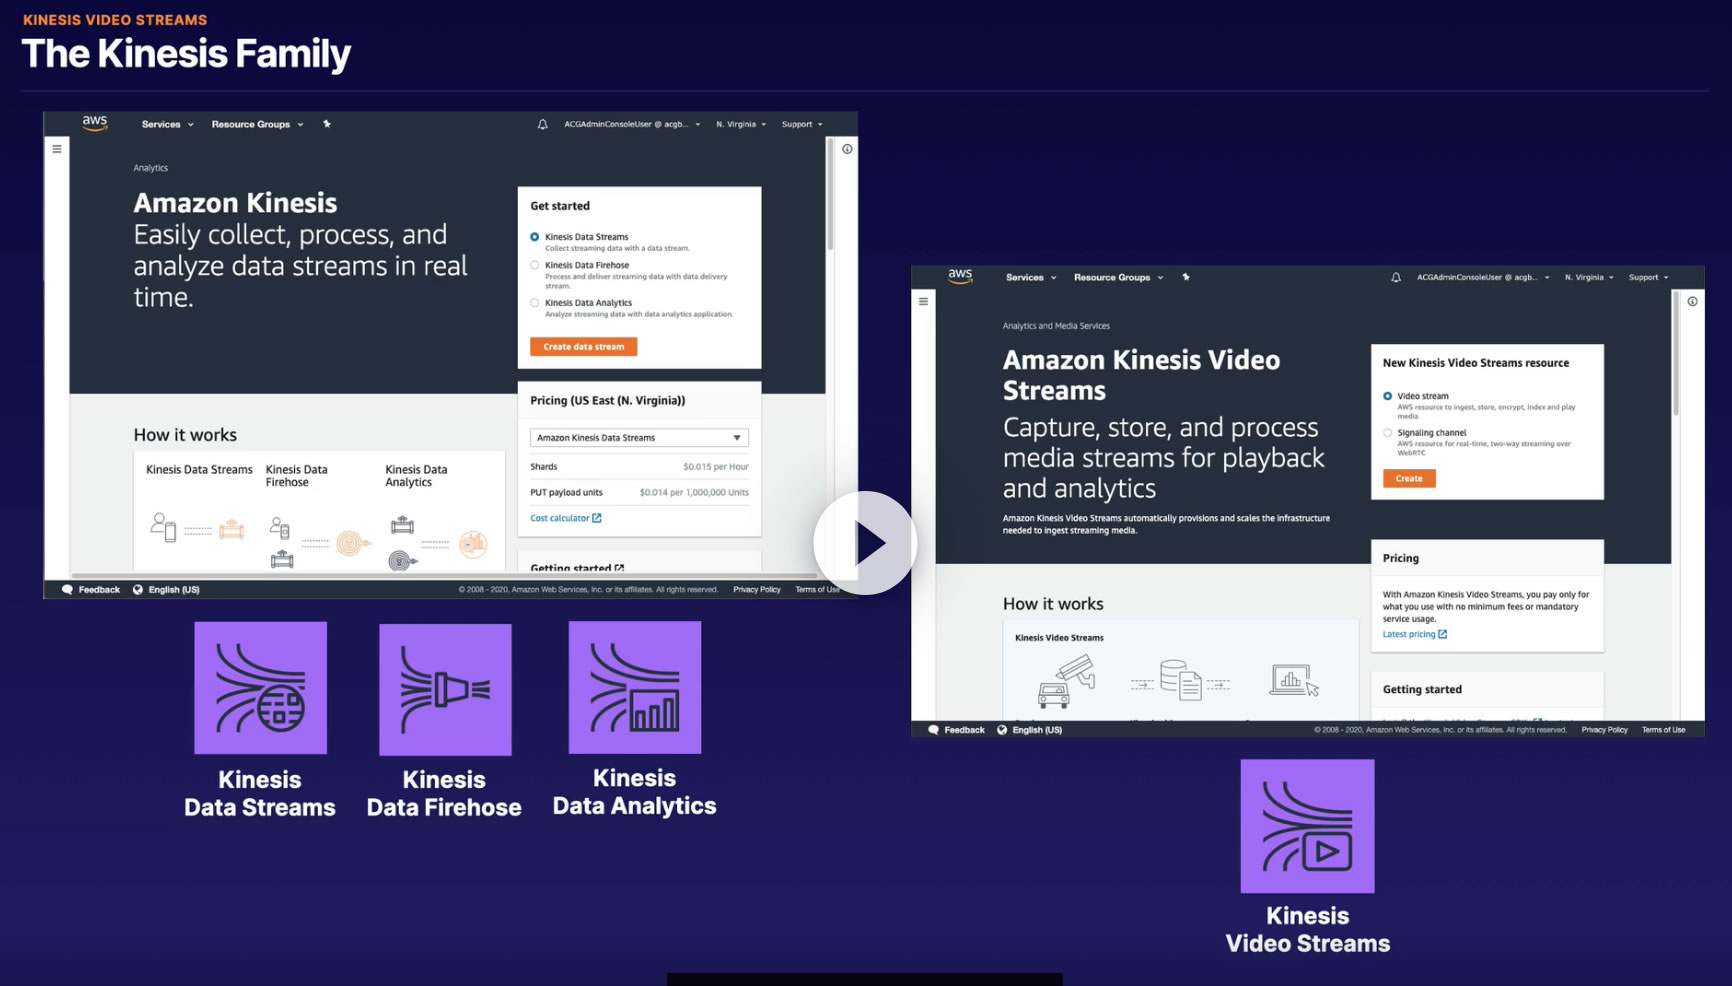 KINESIS VIDEO STREAMS
The Kinesis Family
aws
Services
Resource Groups
ACGAdminConsoleUser @ acgb...
N. Virginia
Support
Analytics
Amazon Kinesis
Easily collect, process, and
analyze data streams in real
time.
Get started
Kinesis Data Streams
Collect streaming data with a data stream.
Kinesis Data Firehose
Process and deliver streaming data with data delivery
stream.
Kinesis Data Analytics
Analyze streaming data with data analytics application.
Create data stream
Pricing (US East (N. Virginia))
Amazon Kinesis Data Streams
Shards $0.015 per Hour
PUT payload units $0.014 per 1,000,000 Units
Cost calculator
Getting started
How it works
Kinesis Data Streams
Kinesis Data
Firehose
Kinesis Data
Analytics
Feedback
English (US)
© 2008 - 2020, Amazon Web Services, Inc. or its affiliates. All rights reserved.
Privacy Policy
Terms of Use
Kinesis
Data Streams
Kinesis
Data Firehose
Kinesis
Data Analytics
aws
Services
Resource Groups
ACGAdminConsoleUser @ acgb...
N. Virginia
Support
Analytics and Media Services
Amazon Kinesis Video
Streams
Capture, store, and process
media streams for playback
and analytics
Amazon Kinesis Video Streams automatically provisions and scales the infrastructure
needed to ingest streaming media.
New Kinesis Video Streams resource
Video stream
AWS resource to ingest, store, encrypt, index and play
media
Signaling channel
AWS resource for real-time, two-way streaming over
WebRTC
Create
Pricing
With Amazon Kinesis Video Streams, you pay only for
what you use with no minimum fees or mandatory
service usage.
Latest pricing
Getting started
How it works
Kinesis Video Streams
Feedback
English (US)
© 2008 - 2020, Amazon Web Services, Inc. or its affiliates. All rights reserved.
Privacy Policy
Terms of Use
Kinesis
Video Streams